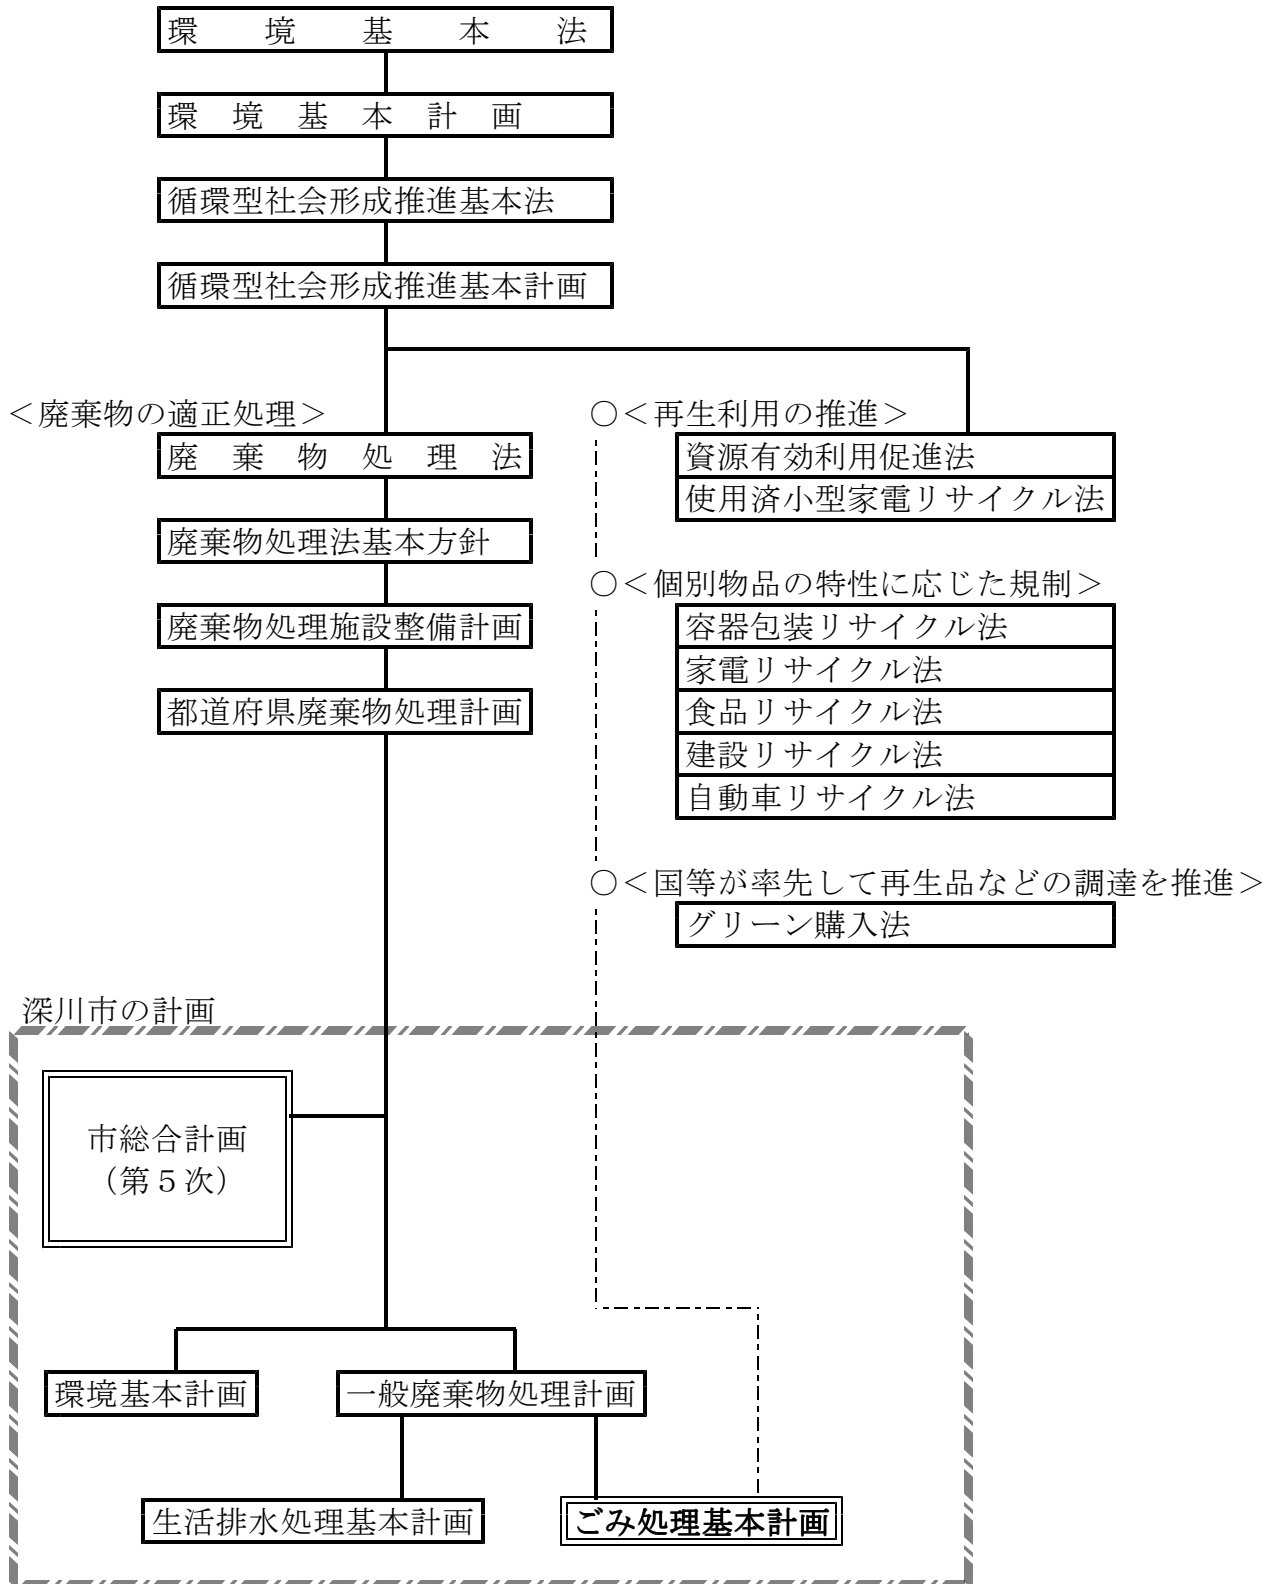 環境基本法
環境基本計画
循環型社会形成推進基本法
循環型社会形成推進基本計画
＜廃棄物の適正処理＞
廃棄物処理法
廃棄物処理法基本方針
廃棄物処理施設整備計画
都道府県廃棄物処理計画
○＜再生利用の推進＞
資源有効利用促進法
使用済小型家電リサイクル法
○＜個別物品の特性に応じた規制＞
容器包装リサイクル法
家電リサイクル法
食品リサイクル法
建設リサイクル法
自動車リサイクル法
○＜国等が率先して再生品などの調達を推進＞
グリーン購入法
深川市の計画
市総合計画
（第５次）
環境基本計画
一般廃棄物処理計画
生活排水処理基本計画
ごみ処理基本計画